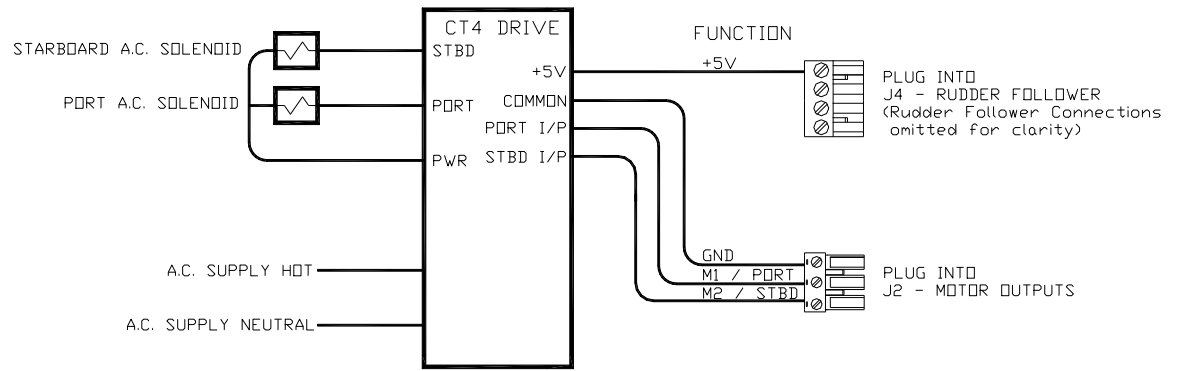 CT4 DRIVE
FUNCTION
STARBOARD A.C. SOLENOID
STBD
+5V
+5V
PLUG INTO
J4 - RUDDER FOLLOWER
(Rudder Follower Connections
omitted for clarity)
PORT A.C. SOLENOID
PORT
COMMON
PORT I/P
STBD I/P
PWR
GND
M1 / PORT
M2 / STBD
PLUG INTO
J2 - MOTOR OUTPUTS
A.C. SUPPLY HOT
A.C. SUPPLY NEUTRAL